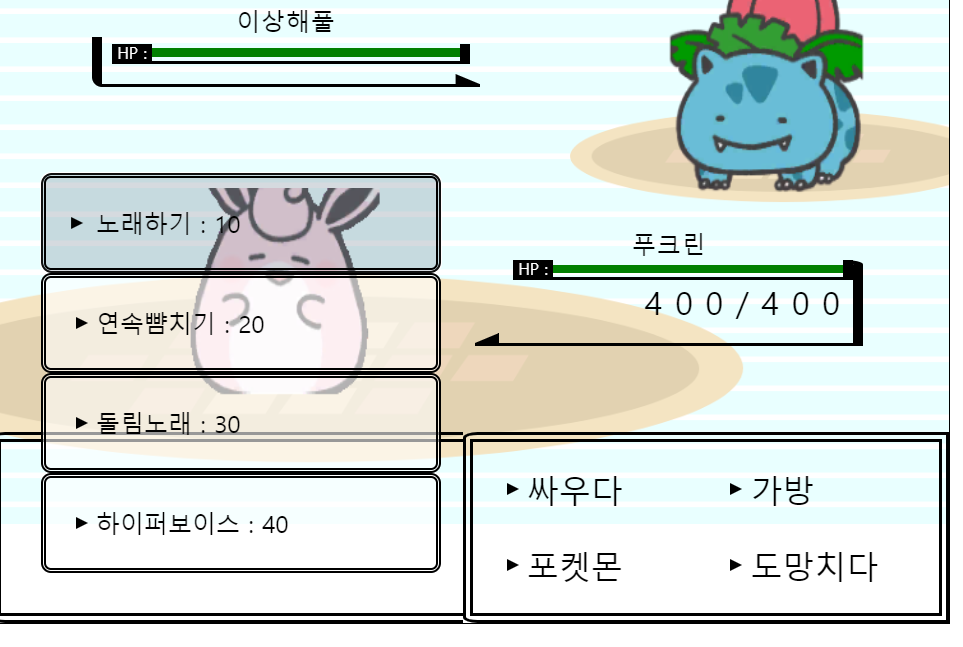 이상해풀
HP :
▶ 노래하기 : 10
푸크린
HP :
400/400
▶ 연속뺨치기 : 20
▶ 돌림노래 : 30
▶ 하이퍼보이스 : 40
▶ 싸우다 ▶ 가방
▶ 포켓몬 ▶ 도망치다